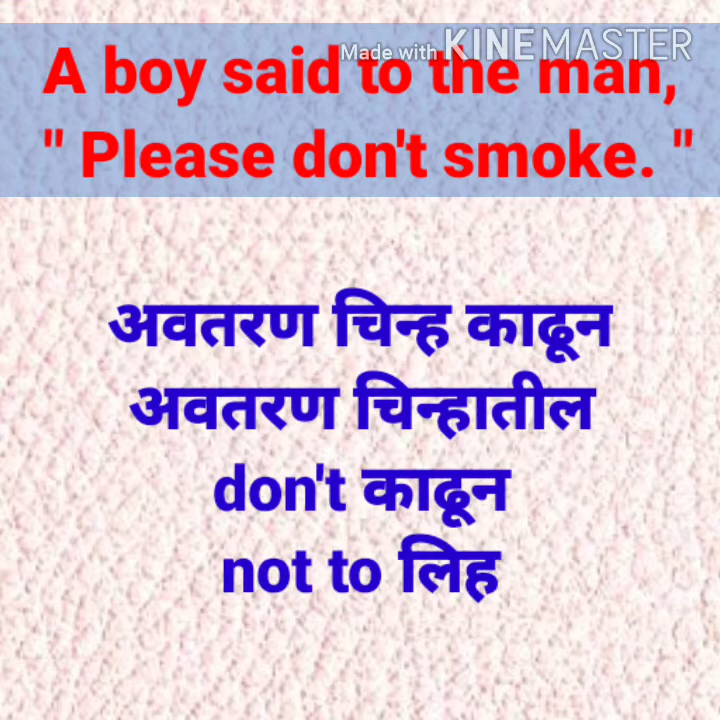 Made with KINEMASTER
A boy said to the man,
" Please don't smoke. "
अवतरण चिन्ह काढून
अवतरण चिन्हातील
don't काढून
not to लिह